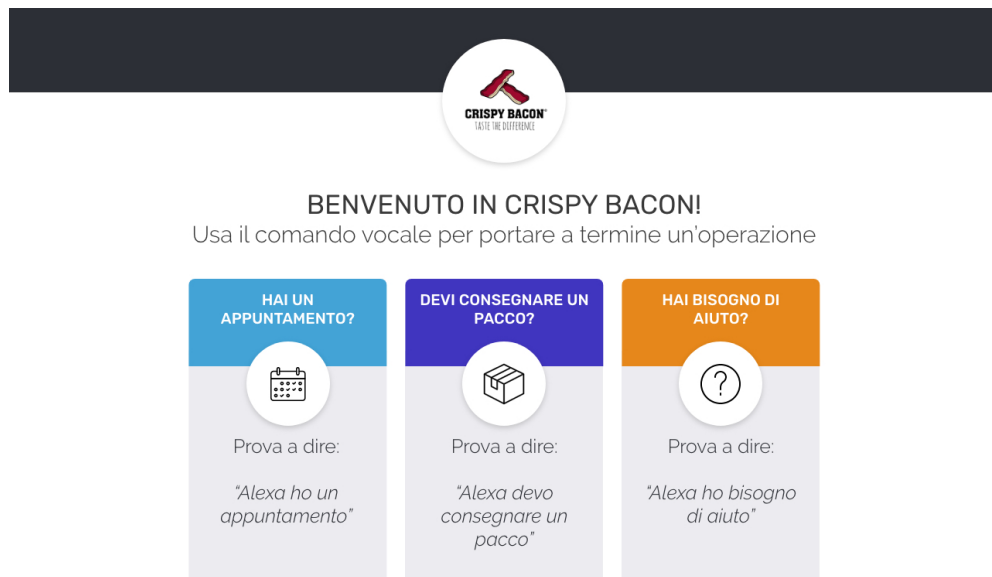 CRISPY BACON®
TASTE THE DIFFERENCE
BENVENUTO IN CRISPY BACON!
Usa il comando vocale per portare a termine un'operazione
HAI UN
APPUNTAMENTO?
Prova a dire:
“Alexa ho un
appuntamento”
DEVI CONSEGNARE UN
PACCO?
Prova a dire:
“Alexa devo
consegnare un
pacco”
HAI BISOGNO DI
AIUTO?
Prova a dire:
“Alexa ho bisogno
di aiuto”